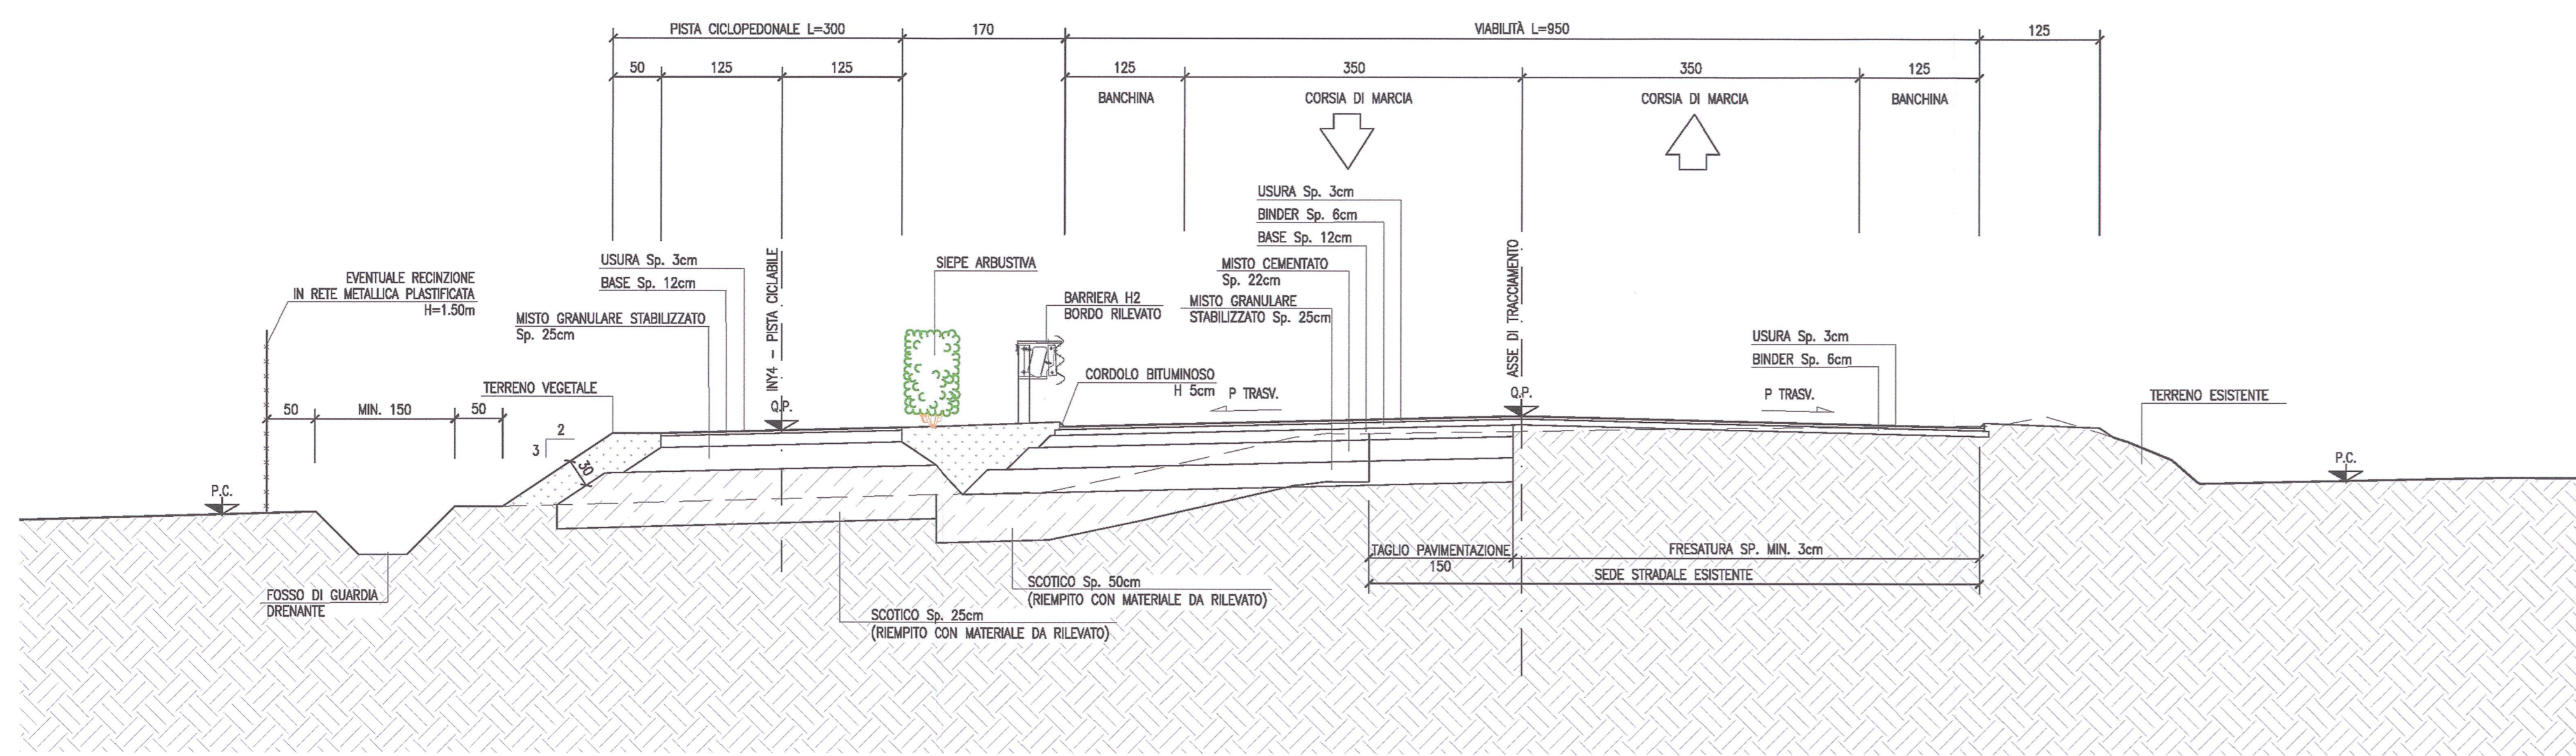 PISTA CICLOPEDONALE L=300
170
VIABILITÀ L=950
125
50
125
125
125
350
350
125
BANCHINA
CORSIA DI MARCIA
CORSIA DI MARCIA
BANCHINA
USURA Sp. 3cm
BINDER Sp. 6cm
BASE Sp. 12cm
MISTO CEMENTATO
Sp. 22cm
MISTO GRANULARE
STABILIZZATO Sp. 25cm
ASSE DI TRACCIAMENTO
Q.P.
USURA Sp. 3cm
BASE Sp. 12cm
MISTO GRANULARE STABILIZZATO
Sp. 25cm
INY4 - PISTA CICLABILE
Q.P.
SIEPE ARBUSTIVA
BARRIERA H2
BORDO RILEVATO
CORDOLO BITUMINOSO
H 5cm
P TRASV.
P TRASV.
USURA Sp. 3cm
BINDER Sp. 6cm
TERRENO ESISTENTE
EVENTUALE RECINZIONE
IN RETE METALLICA PLASTIFICATA
H=1.50m
TERRENO VEGETALE
50
MIN. 150
50
2
3
30
P.C.
P.C.
FOSSO DI GUARDIA
DRENANTE
TAGLIO PAVIMENTAZIONE
150
FRESATURA SP. MIN. 3cm
SEDE STRADALE ESISTENTE
SCOTICO Sp. 50cm
(RIEMPITO CON MATERIALE DA RILEVATO)
SCOTICO Sp. 25cm
(RIEMPITO CON MATERIALE DA RILEVATO)